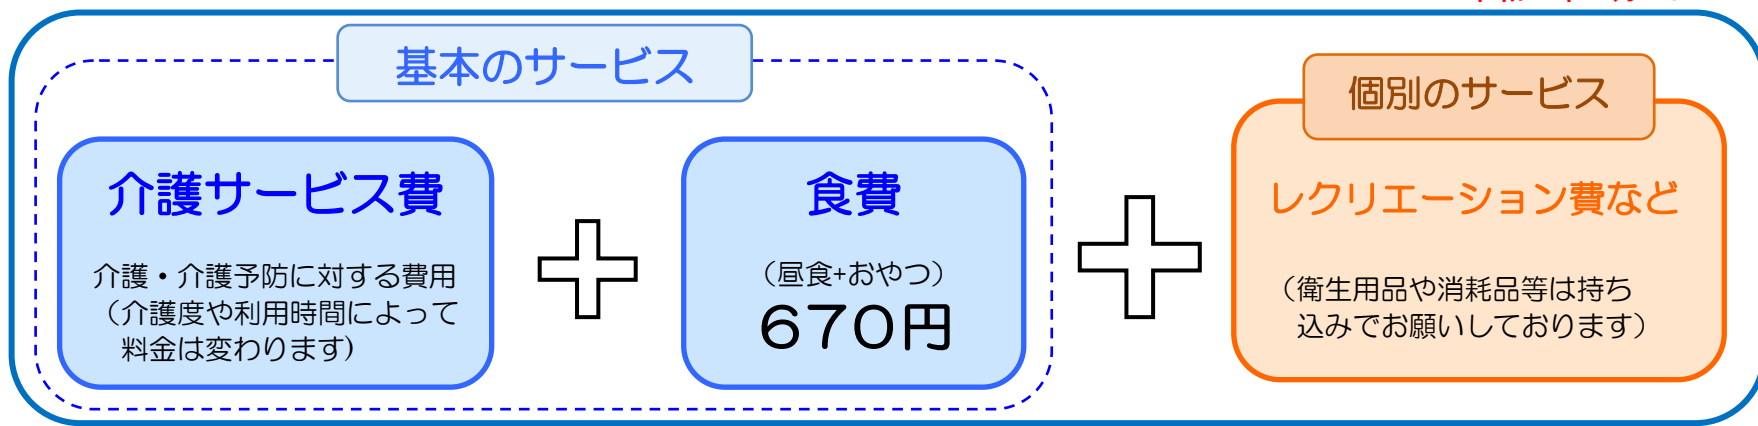 基本のサービス
個別のサービス
介護サービス費
介護・介護予防に対する費用
（介護度や利用時間によって
料金は変わります）
食費
（昼食+おやつ）
670円
レクリエーション費など
（衛生用品や消耗品等は持ち
込みでお願いしております）